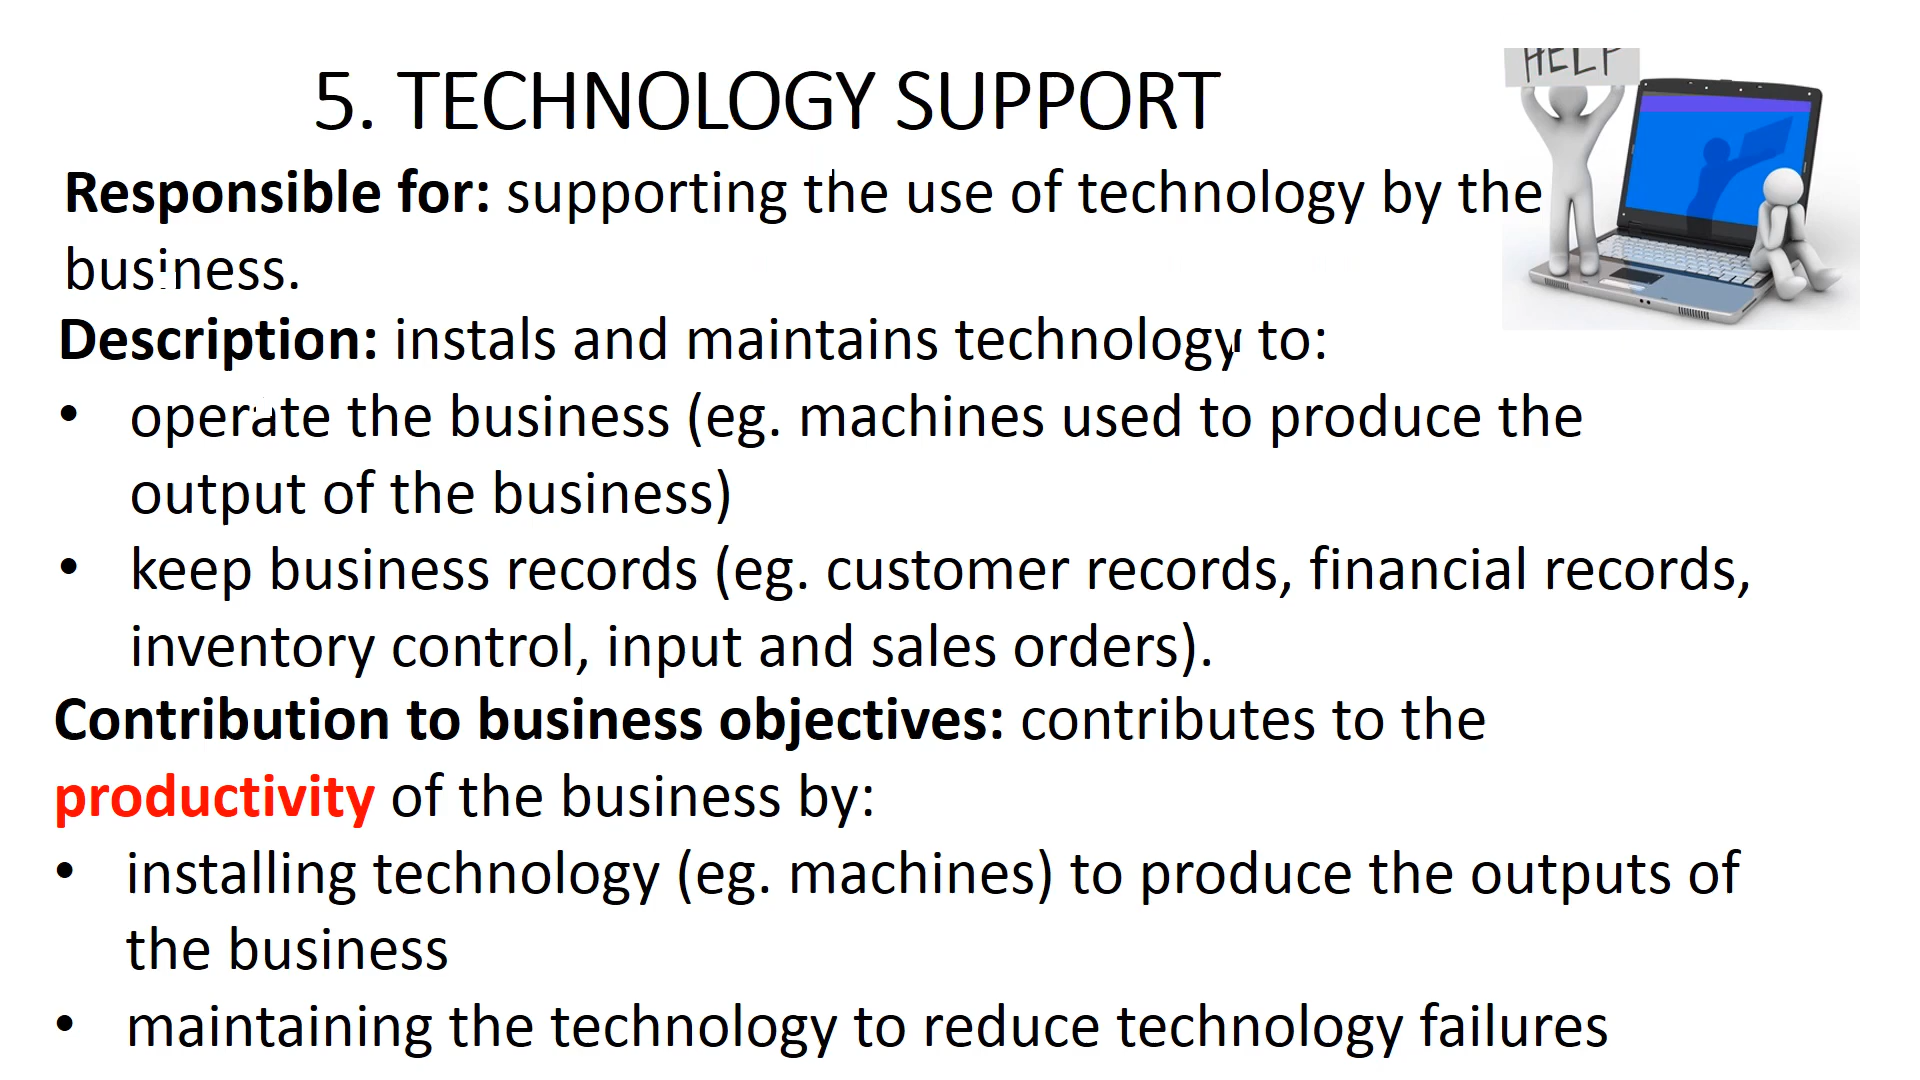 HELP
5. TECHNOLOGY SUPPORT
Responsible for: supporting the use of technology by the
business.
Description: instals and maintains technology to:
• operate the business (eg. machines used to produce the
output of the business)
• keep business records (eg. customer records, financial records,
inventory control, input and sales orders).
Contribution to business objectives: contributes to the
productivity of the business by:
• installing technology (eg. machines) to produce the outputs of
the business
• maintaining the technology to reduce technology failures